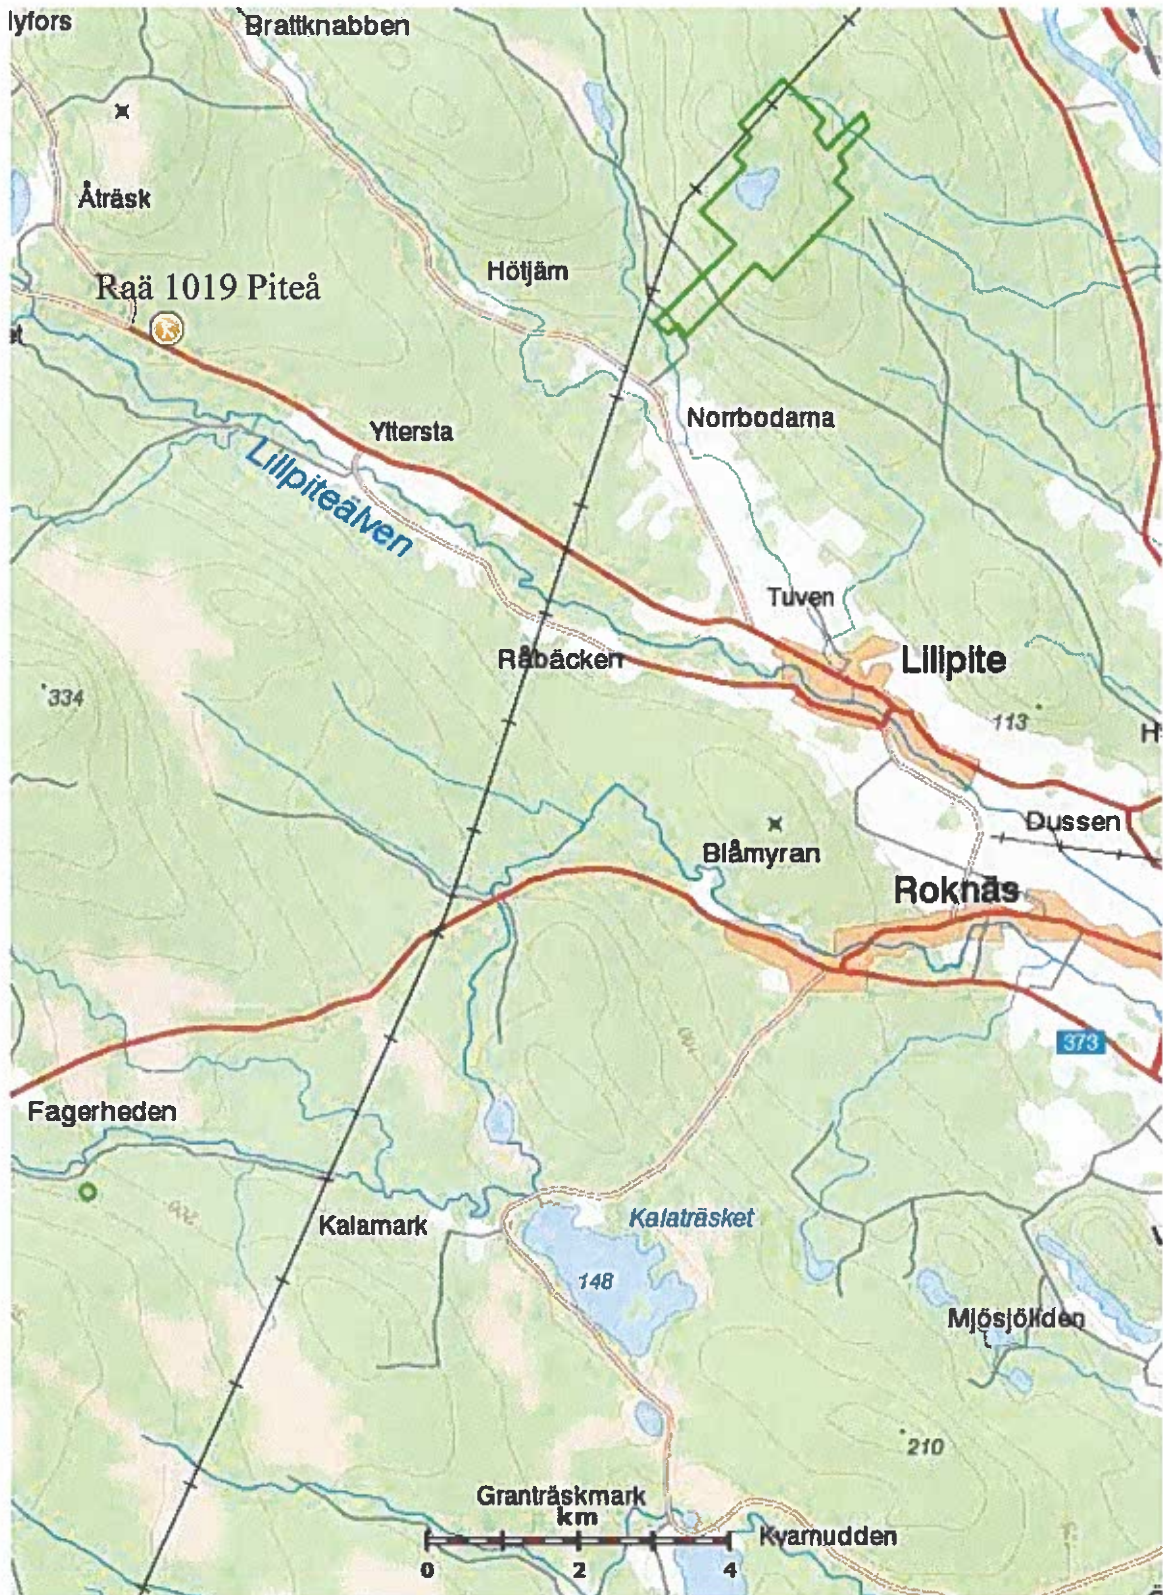 lyfors
Brattknabben
Åträsk
Hötjärn
Raä 1019 Piteå
Norrbodarna
Yttersta
Lillpiteälven
Tuven
Råbäcken
Lillpite
334
113
H
Dussen
Blåmyran
Roknäs
373
Fagerheden
Kalamark
Kalaträsket
148
Mjösjöliden
210
Granträskmark
km
Kvarnudden
0 2 4